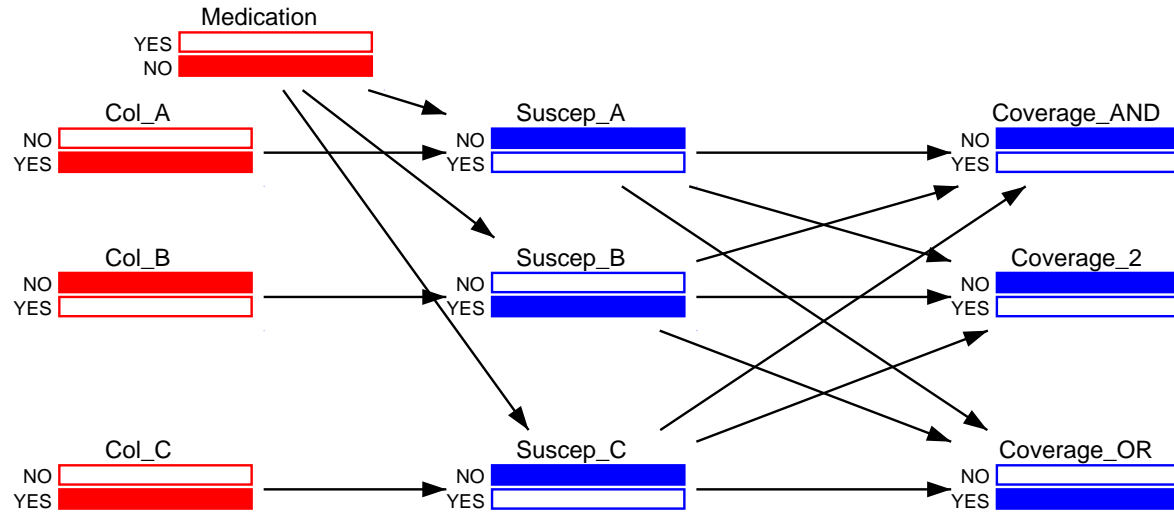 Medication
YES
NO
Col_A
NO
YES
Suscep_A
NO
YES
Coverage_AND
NO
YES
Col_B
NO
YES
Suscep_B
NO
YES
Coverage_2
NO
YES
Col_C
NO
YES
Suscep_C
NO
YES
Coverage_OR
NO
YES